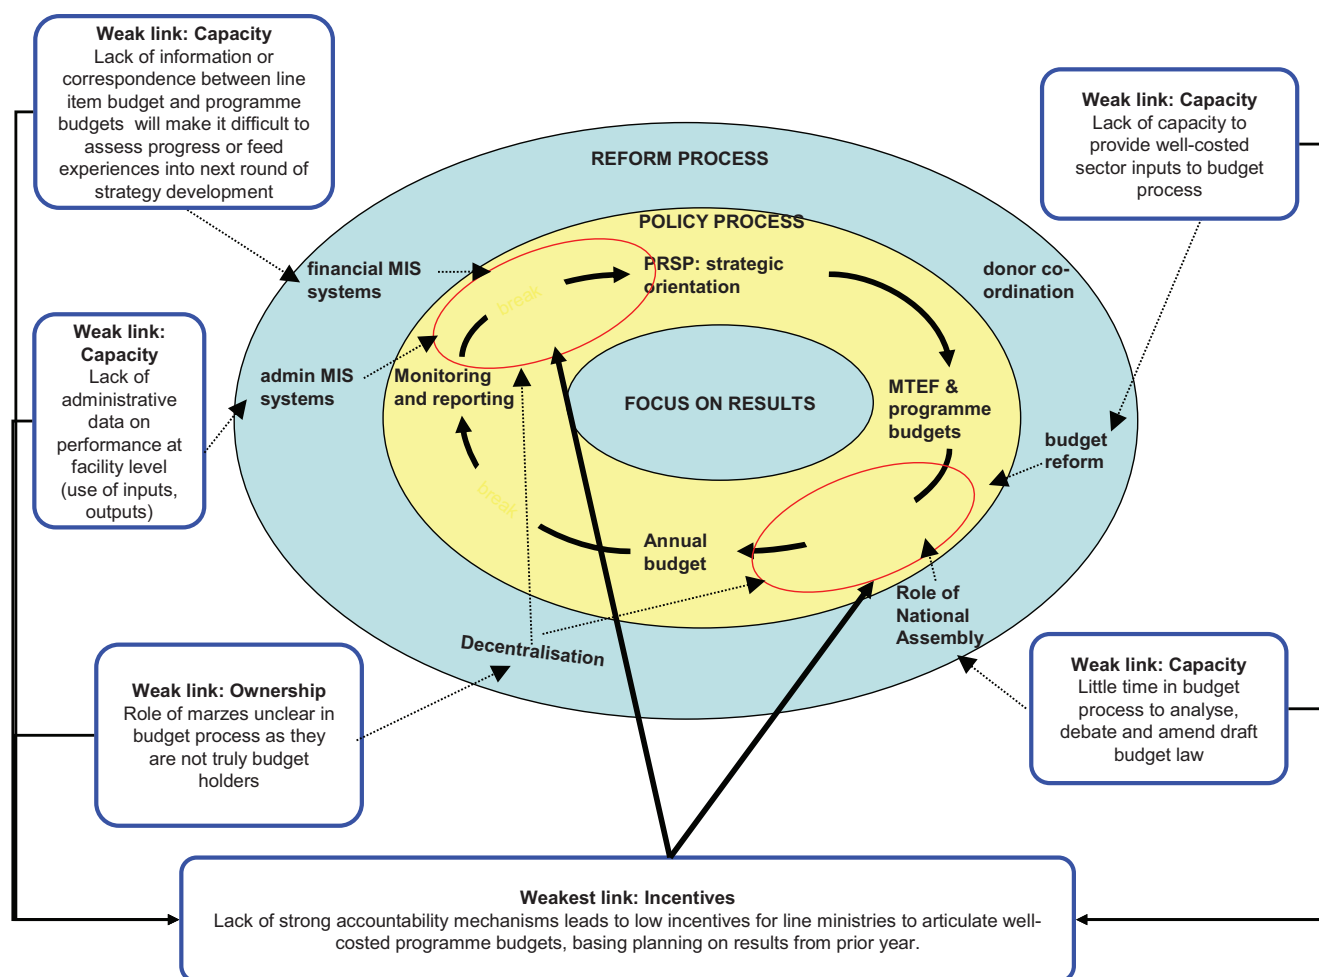 Weak link: Capacity
Lack of information or
correspondence between line
item budget and programme
budgets will make it difficult to
assess progress or feed
experiences into next round of
strategy development
Weak link: Capacity
Lack of capacity to
provide well-costed
sector inputs to budget
process
REFORM PROCESS
POLICY PROCESS
financial MIS
systems
PRSP: strategic
orientation
donor co-
ordination
break
Weak link:
Capacity
Lack of
administrative
data on
performance at
facility level
(use of inputs,
outputs)
admin MIS
systems
Monitoring
and reporting
FOCUS ON RESULTS
MTEF &
programme
budgets
budget
reform
break
Annual
budget
Role of
National
Assembly
Decentralisation
Weak link: Ownership
Role of marzes unclear in
budget process as they
are not truly budget
holders
Weak link: Capacity
Little time in budget
process to analyse,
debate and amend draft
budget law
Weakest link: Incentives
Lack of strong accountability mechanisms leads to low incentives for line ministries to articulate well-
costed programme budgets, basing planning on results from prior year.